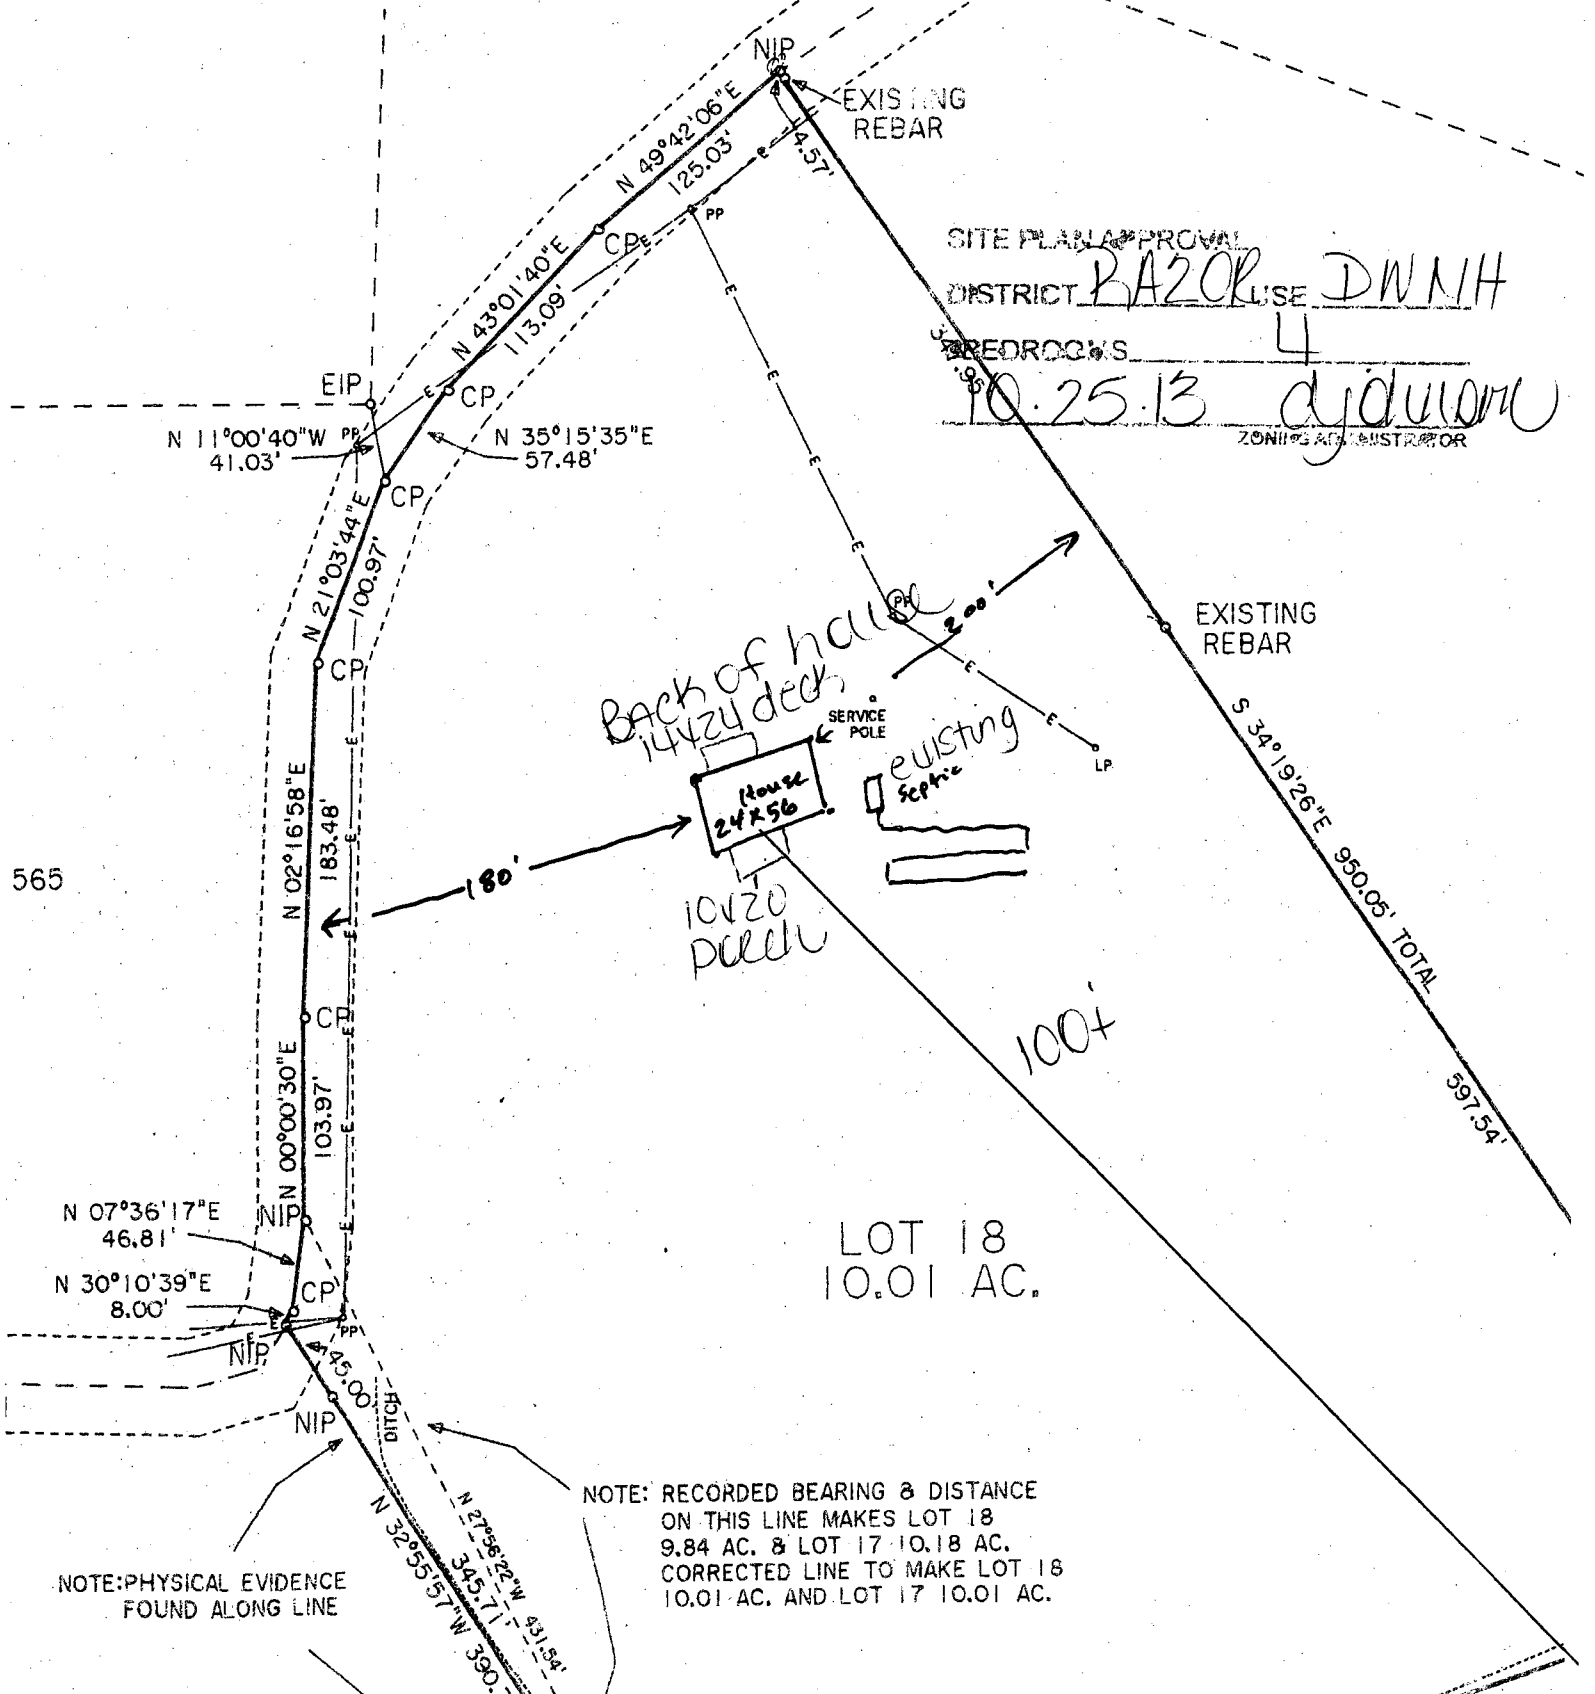 NIP
EXISTING
REBAR
N 49°42'06"E
125.03'
4.57'
PP
CP
E
N 43°01'40"E
113.09'
SITE PLAN APPROVAL
DISTRICT RA20R USE DWMH
#BEDROOMS 4
10.25.13
ZONING ADMINISTRATOR
EIP
E
CP
N 11°00'40"W
41.03'
PP
N 35°15'35"E
57.48'
CP
N 21°03'44"E
100.97'
CP
E
E
E
E
PP
200'
E
E
LP
EXISTING
REBAR
Back of house
14x24 deck
SERVICE
POLE
House
24x56
existing
septic
10x20
porch
180'
565
N 02°16'58"E
183.48'
E
E
E
E
CP
S 34°19'26"E 950.05' TOTAL
597.54'
100+
N 00°00'30"E
103.97'
E
E
N 07°36'17"E
46.81'
NIP
N 30°10'39"E
8.00'
CP
E
E
PP
NIP
45.00'
NIP
DITCH
LOT 18
10.01 AC.
N 27°56'22"W 431.54'
345.71'
N 32°55'57"W 390.
NOTE: RECORDED BEARING & DISTANCE
ON THIS LINE MAKES LOT 18
9.84 AC. & LOT 17 10.18 AC.
CORRECTED LINE TO MAKE LOT 18
10.01 AC. AND LOT 17 10.01 AC.
NOTE: PHYSICAL EVIDENCE
FOUND ALONG LINE